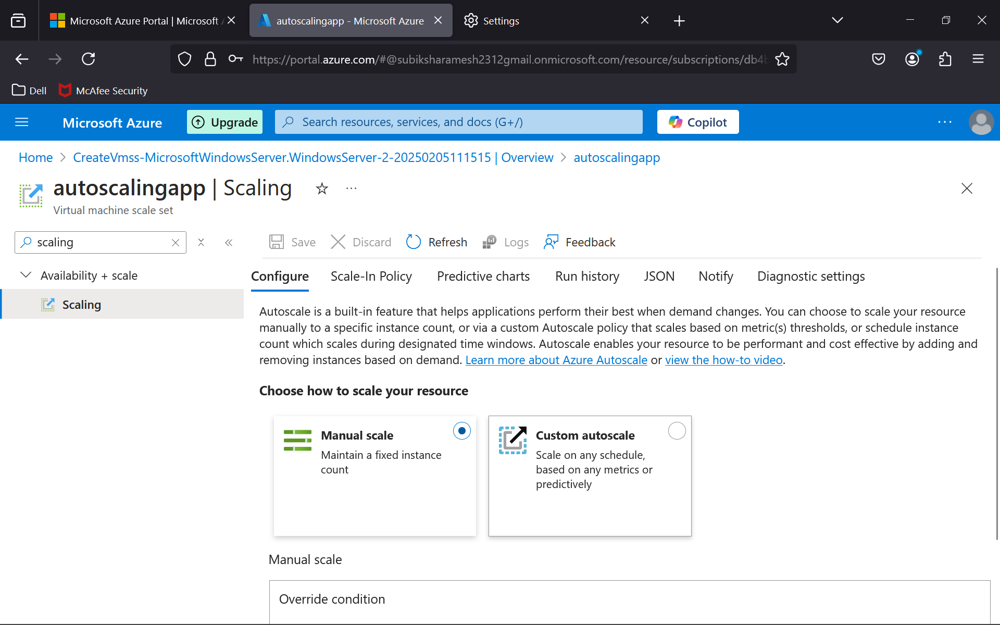 Microsoft Azure Portal | Microsoft
autoscalingapp - Microsoft Azure
Settings
https://portal.azure.com/#@subiksharamesh2312gmail.onmicrosoft.com/resource/subscriptions/db4
Dell
McAfee Security
Microsoft Azure
Upgrade
Search resources, services, and docs (G+/)
Copilot
Home > CreateVmss-MicrosoftWindowsServer.WindowsServer-2-20250205111515 | Overview > autoscalingapp
autoscalingapp | Scaling
Virtual machine scale set
scaling
Save
Discard
Refresh
Logs
Feedback
Availability + scale
Scaling
Configure
Scale-In Policy
Predictive charts
Run history
JSON
Notify
Diagnostic settings
Autoscale is a built-in feature that helps applications perform their best when demand changes. You can choose to scale your resource
manually to a specific instance count, or via a custom Autoscale policy that scales based on metric(s) thresholds, or schedule instance
count which scales during designated time windows. Autoscale enables your resource to be performant and cost effective by adding and
removing instances based on demand. Learn more about Azure Autoscale or view the how-to video.
Choose how to scale your resource
Manual scale
Maintain a fixed instance
count
Custom autoscale
Scale on any schedule,
based on any metrics or
predictively
Manual scale
Override condition